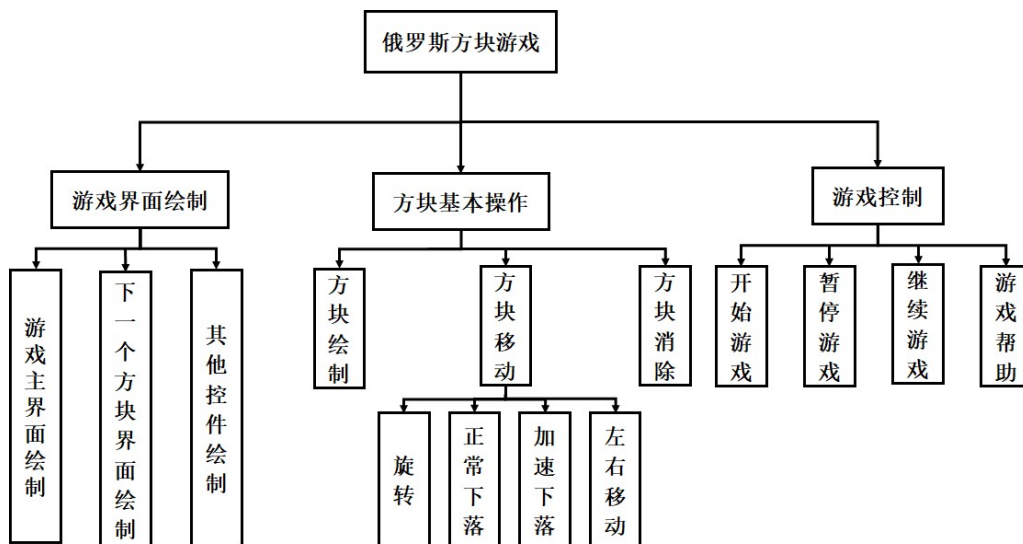 俄罗斯方块游戏
游戏界面绘制
方块基本操作
游戏控制
游戏主界面绘制
下一个方块界面绘制
其他控件绘制
方块绘制
方块移动
方块消除
开始游戏
暂停游戏
继续游戏
游戏帮助
旋转
正常下落
加速下落
左右移动